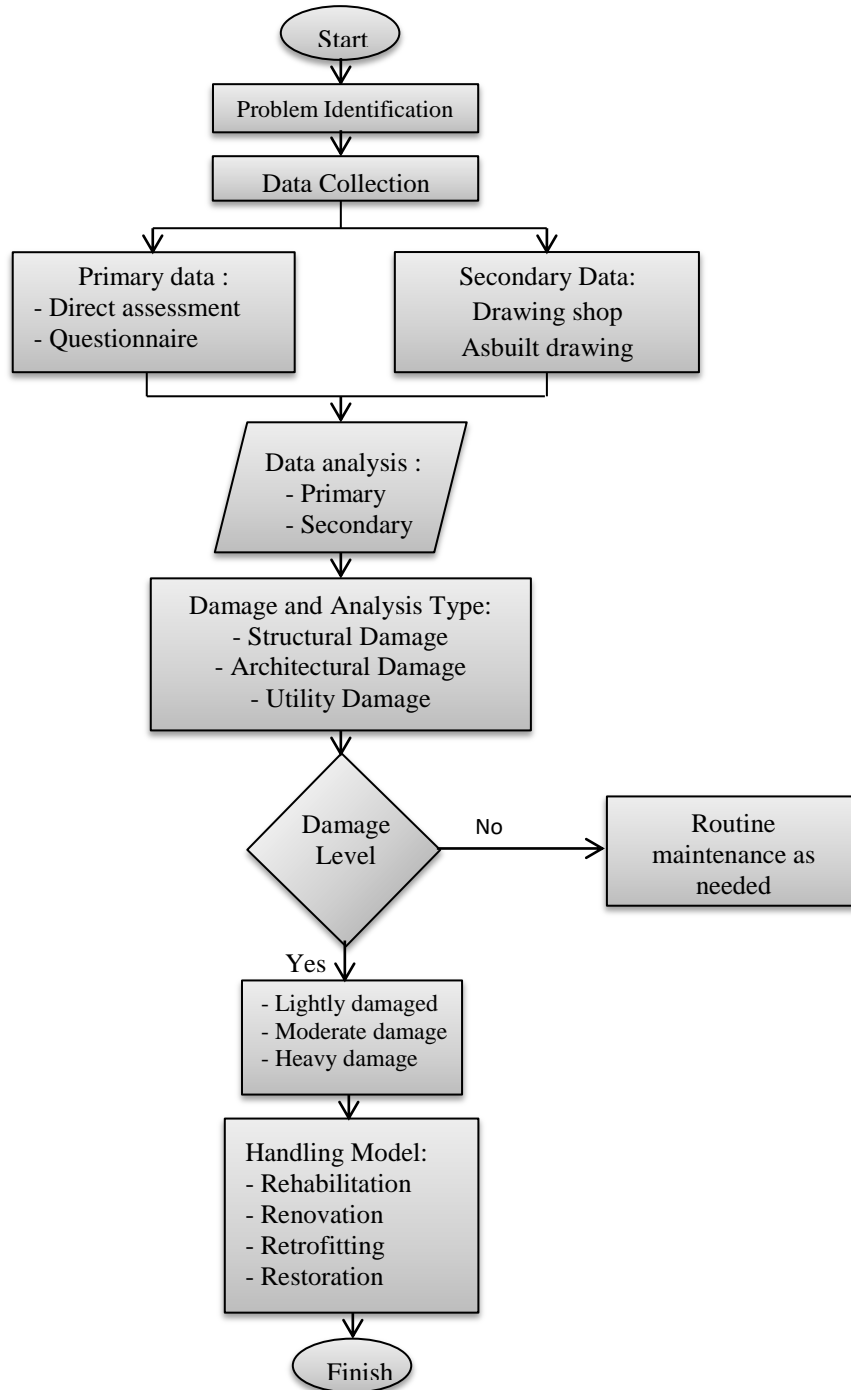 Start
Problem Identification
Data Collection
Primary data :
- Direct assessment
- Questionnaire
Secondary Data:
Drawing shop
Asbuilt drawing
Data analysis :
- Primary
- Secondary
Damage and Analysis Type:
- Structural Damage
- Architectural Damage
- Utility Damage
Damage
Level
No
Routine
maintenance as
needed
Yes
- Lightly damaged
- Moderate damage
- Heavy damage
Handling Model:
- Rehabilitation
- Renovation
- Retrofitting
- Restoration
Finish